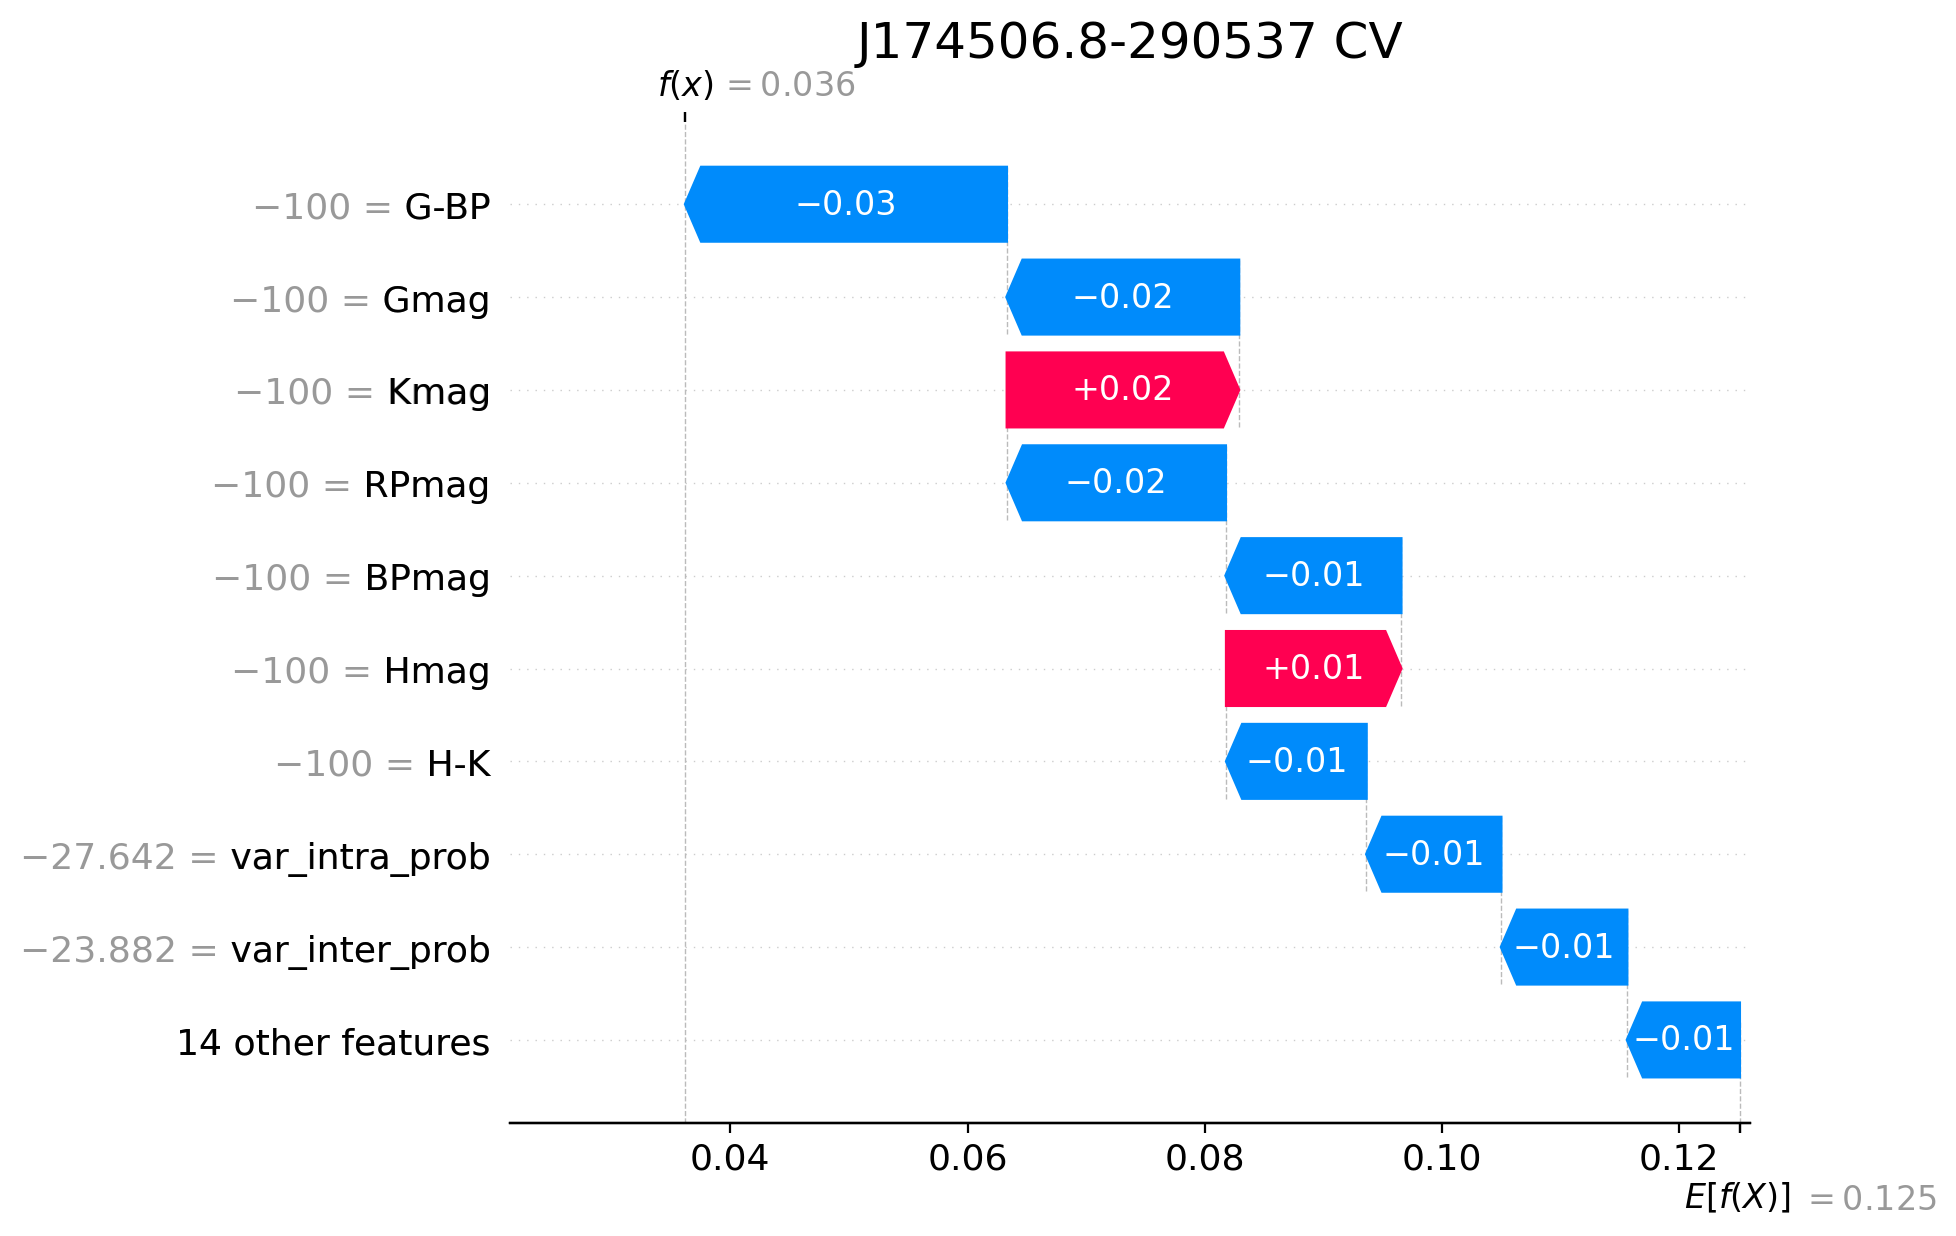 J174506.8-290537 CV
f(x) = 0.036
−100 = G-BP
−0.03
−100 = Gmag
−0.02
−100 = Kmag
+0.02
−100 = RPmag
−0.02
−100 = BPmag
−0.01
−100 = Hmag
+0.01
−100 = H-K
−0.01
−27.642 = var_intra_prob
−0.01
−23.882 = var_inter_prob
−0.01
14 other features
−0.01
0.04 0.06 0.08 0.10 0.12
E[f(X)] = 0.125